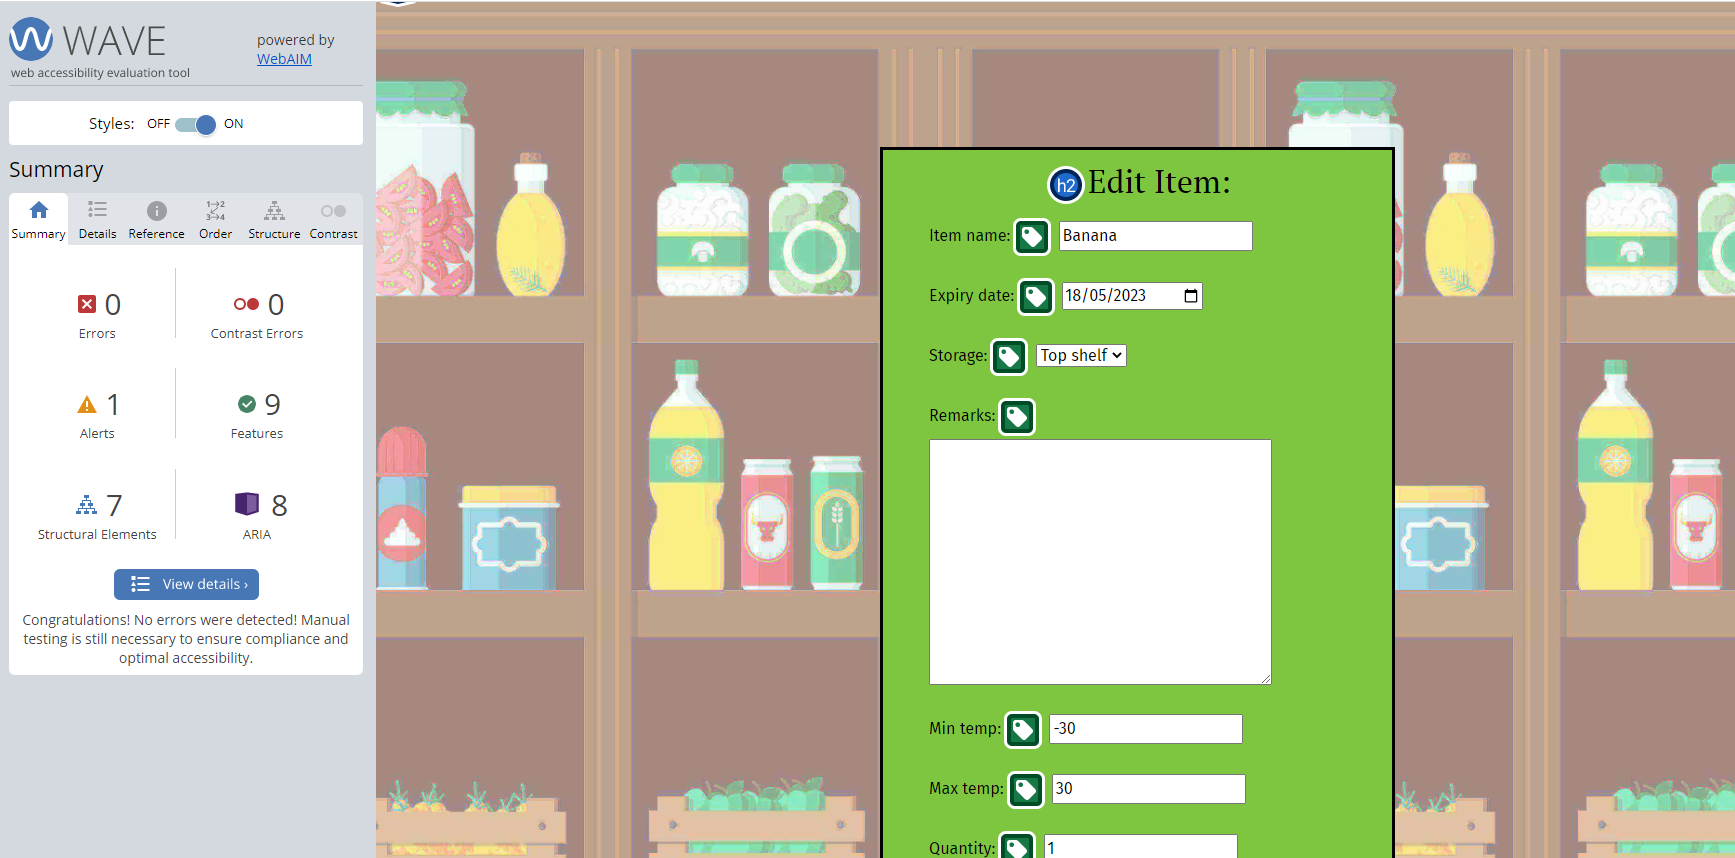 WAVE
powered by
WebAIM
web accessibility evaluation tool
Styles: OFF ON
Summary
Summary Details Reference Order Structure Contrast
0 0
Errors Contrast Errors
1 9
Alerts Features
7 8
Structural Elements ARIA
View details ›
Congratulations! No errors were detected! Manual
testing is still necessary to ensure compliance and
optimal accessibility.
h2 Edit Item:
Item name: Banana
Expiry date: 18/05/2023
Storage: Top shelf
Remarks:
Min temp: -30
Max temp: 30
Quantity: 1